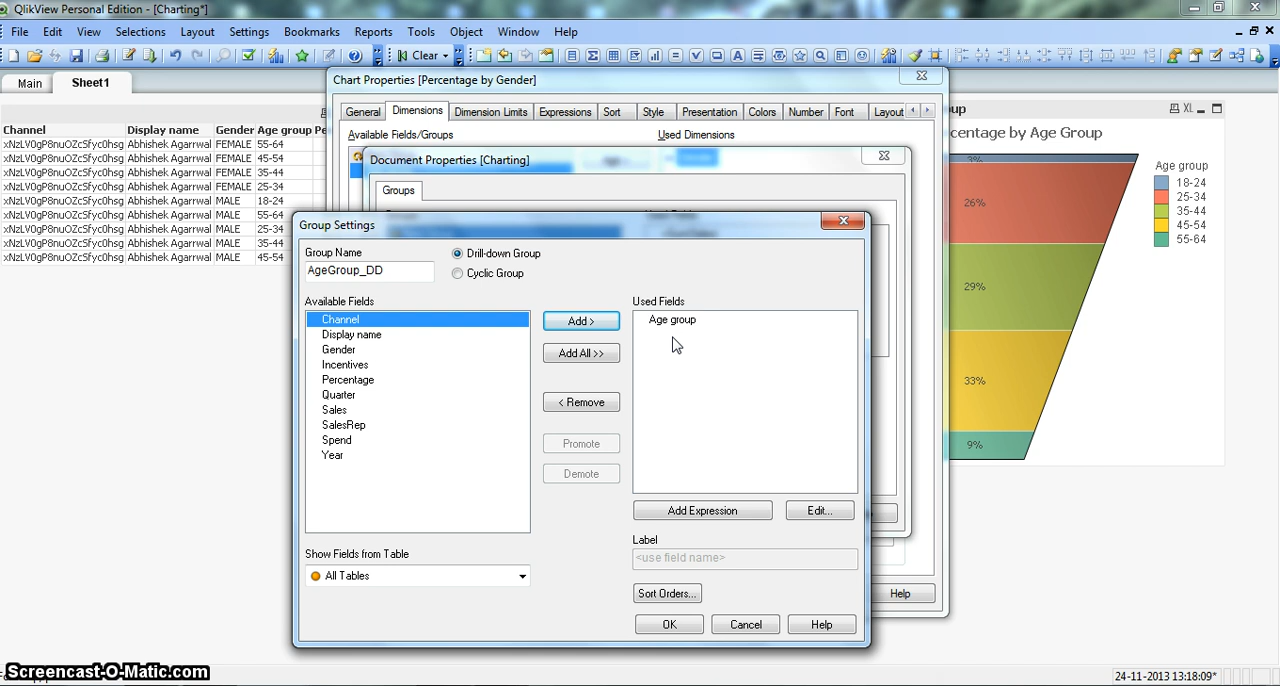 QlikView Personal Edition - [Charting*]
File Edit View Selections Layout Settings Bookmarks Reports Tools Object Window Help
Clear
Main Sheet1
Chart Properties [Percentage by Gender]
General Dimensions Dimension Limits Expressions Sort Style Presentation Colors Number Font Layout
Available Fields/Groups Used Dimensions
Document Properties [Charting]
Groups
Group Settings
Group Name
AgeGroup_DD
Drill-down Group
Cyclic Group
Available Fields
Channel
Display name
Gender
Incentives
Percentage
Quarter
Sales
SalesRep
Spend
Year
Add >
Add All >>
< Remove
Promote
Demote
Used Fields
Age group
Add Expression Edit...
Label
<use field name>
Show Fields from Table
All Tables
Sort Orders...
OK Cancel Help
Help
Channel Display name Gender Age group Pe
xNzLV0gP8nuOZcSfyc0hsg Abhishek Agarrwal FEMALE 55-64
xNzLV0gP8nuOZcSfyc0hsg Abhishek Agarrwal FEMALE 45-54
xNzLV0gP8nuOZcSfyc0hsg Abhishek Agarrwal FEMALE 35-44
xNzLV0gP8nuOZcSfyc0hsg Abhishek Agarrwal FEMALE 25-34
xNzLV0gP8nuOZcSfyc0hsg Abhishek Agarrwal MALE 18-24
xNzLV0gP8nuOZcSfyc0hsg Abhishek Agarrwal MALE 55-64
xNzLV0gP8nuOZcSfyc0hsg Abhishek Agarrwal MALE 25-34
xNzLV0gP8nuOZcSfyc0hsg Abhishek Agarrwal MALE 35-44
xNzLV0gP8nuOZcSfyc0hsg Abhishek Agarrwal MALE 45-54
up XL
centage by Age Group
3%
26%
29%
33%
9%
Age group
18-24
25-34
35-44
45-54
55-64
Screencast-O-Matic.com
24-11-2013 13:18:09*